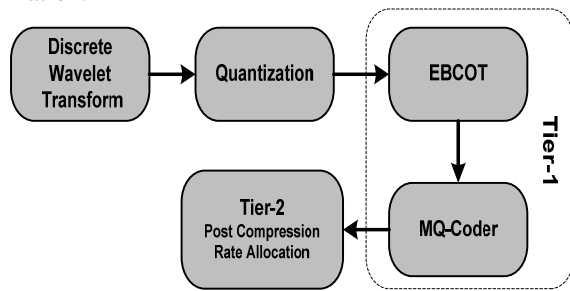 Discrete
Wavelet
Transform
Quantization
EBCOT
Tier-1
MQ-Coder
Tier-2
Post Compression
Rate Allocation